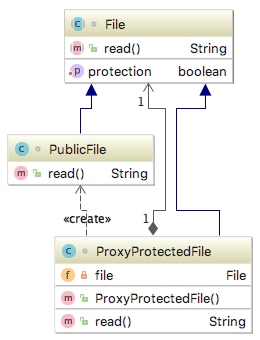 File
read() String
protection boolean
1
PublicFile
read() String
«create»
1
ProxyProtectedFile
file File
ProxyProtectedFile()
read() String